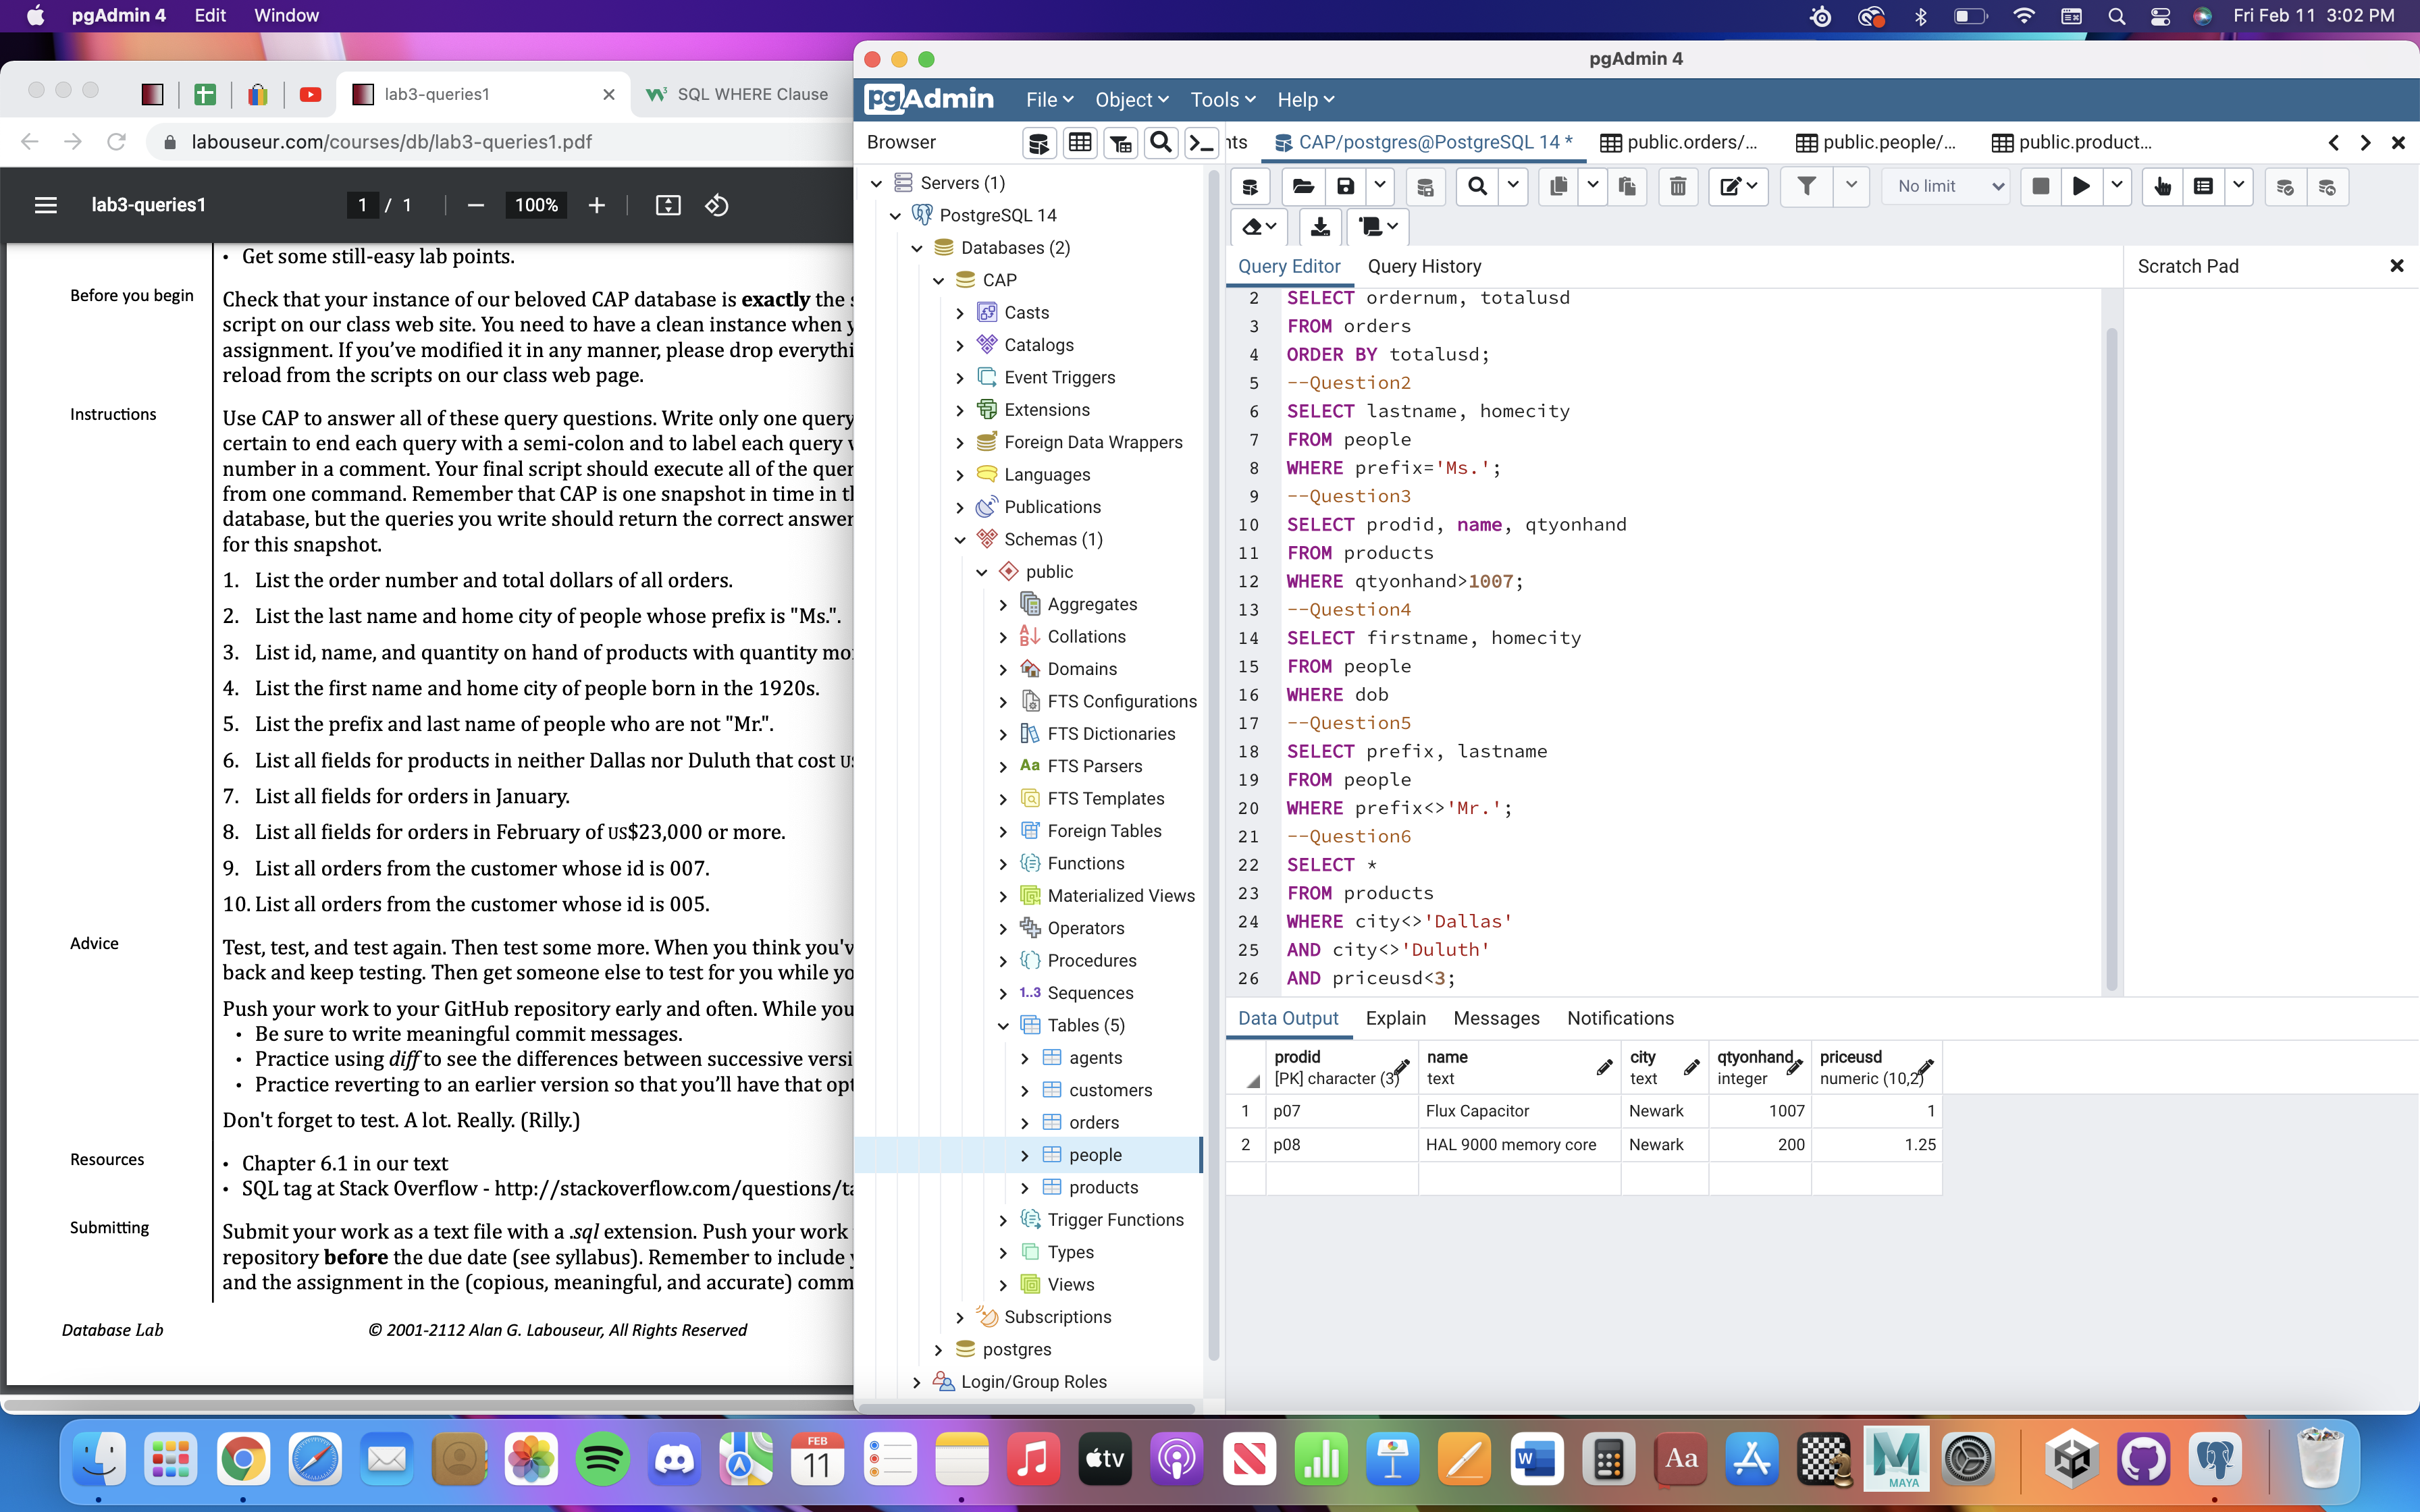 pgAdmin 4 Edit Window Fri Feb 11 3:02 PM
lab3-queries1 SQL WHERE Clause
labouseur.com/courses/db/lab3-queries1.pdf
lab3-queries1 1 / 1 100%
• Get some still-easy lab points.
Before you begin
Check that your instance of our beloved CAP database is exactly the
script on our class web site. You need to have a clean instance when
assignment. If you've modified it in any manner, please drop everythi
reload from the scripts on our class web page.
Instructions
Use CAP to answer all of these query questions. Write only one query
certain to end each query with a semi-colon and to label each query
number in a comment. Your final script should execute all of the quer
from one command. Remember that CAP is one snapshot in time in t
database, but the queries you write should return the correct answer
for this snapshot.
1. List the order number and total dollars of all orders.
2. List the last name and home city of people whose prefix is "Ms.".
3. List id, name, and quantity on hand of products with quantity mo
4. List the first name and home city of people born in the 1920s.
5. List the prefix and last name of people who are not "Mr.".
6. List all fields for products in neither Dallas nor Duluth that cost US
7. List all fields for orders in January.
8. List all fields for orders in February of US$23,000 or more.
9. List all orders from the customer whose id is 007.
10. List all orders from the customer whose id is 005.
Advice
Test, test, and test again. Then test some more. When you think you'v
back and keep testing. Then get someone else to test for you while yo
Push your work to your GitHub repository early and often. While you
• Be sure to write meaningful commit messages.
• Practice using diff to see the differences between successive versi
• Practice reverting to an earlier version so that you'll have that opt
Don't forget to test. A lot. Really. (Rilly.)
Resources
• Chapter 6.1 in our text
• SQL tag at Stack Overflow - http://stackoverflow.com/questions/ta
Submitting
Submit your work as a text file with a .sql extension. Push your work
repository before the due date (see syllabus). Remember to include
and the assignment in the (copious, meaningful, and accurate) comm
Database Lab © 2001-2112 Alan G. Labouseur, All Rights Reserved
pgAdmin 4
pgAdmin File Object Tools Help
Browser
nts CAP/postgres@PostgreSQL 14 * public.orders/... public.people/... public.product...
No limit
Servers (1)
PostgreSQL 14
Databases (2)
CAP
Casts
Catalogs
Event Triggers
Extensions
Foreign Data Wrappers
Languages
Publications
Schemas (1)
public
Aggregates
Collations
Domains
FTS Configurations
FTS Dictionaries
Aa FTS Parsers
FTS Templates
Foreign Tables
Functions
Materialized Views
Operators
Procedures
1..3 Sequences
Tables (5)
agents
customers
orders
people
products
Trigger Functions
Types
Views
Subscriptions
postgres
Login/Group Roles
Query Editor Query History Scratch Pad
2 SELECT ordernum, totalusd
3 FROM orders
4 ORDER BY totalusd;
5 --Question2
6 SELECT lastname, homecity
7 FROM people
8 WHERE prefix='Ms.';
9 --Question3
10 SELECT prodid, name, qtyonhand
11 FROM products
12 WHERE qtyonhand>1007;
13 --Question4
14 SELECT firstname, homecity
15 FROM people
16 WHERE dob
17 --Question5
18 SELECT prefix, lastname
19 FROM people
20 WHERE prefix<>'Mr.';
21 --Question6
22 SELECT *
23 FROM products
24 WHERE city<>'Dallas'
25 AND city<>'Duluth'
26 AND priceusd<3;
Data Output Explain Messages Notifications
prodid name city qtyonhand priceusd
[PK] character (3) text text integer numeric (10,2)
1 p07 Flux Capacitor Newark 1007 1
2 p08 HAL 9000 memory core Newark 200 1.25
FEB
11
tv
W
Aa
MAYA